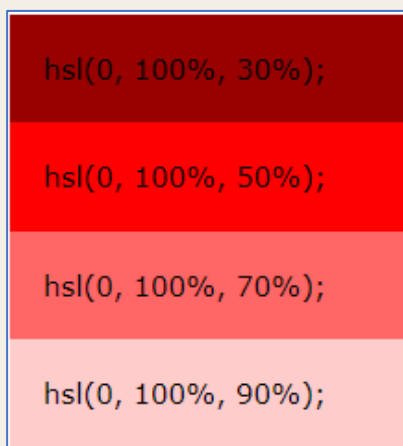 hsl(0, 100%, 30%);
hsl(0, 100%, 50%);
hsl(0, 100%, 70%);
hsl(0, 100%, 90%);